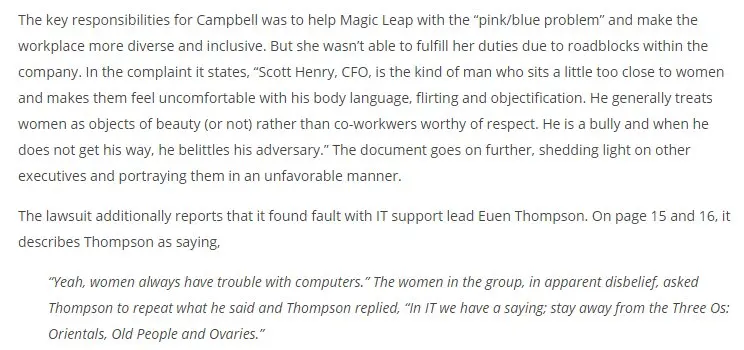 The key responsibilities for Campbell was to help Magic Leap with the “pink/blue problem” and make the
workplace more diverse and inclusive. But she wasn’t able to fulfill her duties due to roadblocks within the
company. In the complaint it states, “Scott Henry, CFO, is the kind of man who sits a little too close to women
and makes them feel uncomfortable with his body language, flirting and objectification. He generally treats
women as objects of beauty (or not) rather than co-workwers worthy of respect. He is a bully and when he
does not get his way, he belittles his adversary.” The document goes on further, shedding light on other
executives and portraying them in an unfavorable manner.
The lawsuit additionally reports that it found fault with IT support lead Euen Thompson. On page 15 and 16, it
describes Thompson as saying,
“Yeah, women always have trouble with computers.” The women in the group, in apparent disbelief, asked
Thompson to repeat what he said and Thompson replied, “In IT we have a saying; stay away from the Three Os:
Orientals, Old People and Ovaries.”